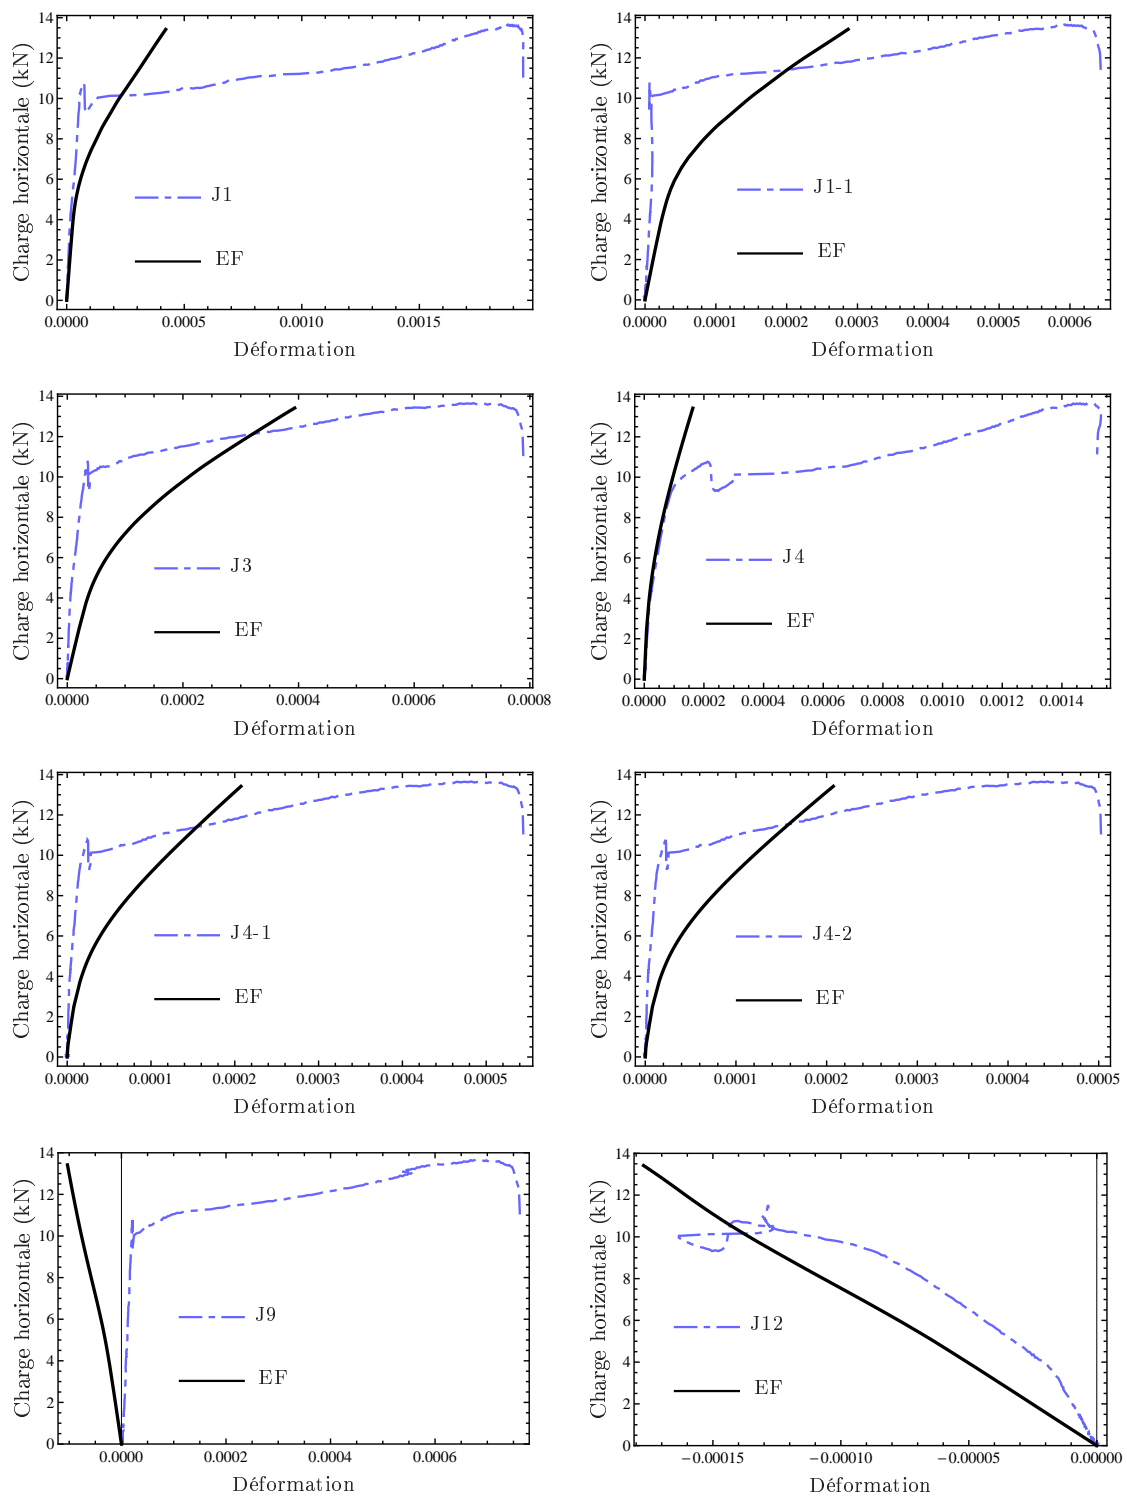 14
12
10
8
6
4
2
0
Charge horizontale (kN)
J1
EF
0.0000 0.0005 0.0010 0.0015
Déformation
14
12
10
8
6
4
2
0
Charge horizontale (kN)
J1-1
EF
0.0000 0.0001 0.0002 0.0003 0.0004 0.0005 0.0006
Déformation
14
12
10
8
6
4
2
0
Charge horizontale (kN)
J3
EF
0.0000 0.0002 0.0004 0.0006 0.0008
Déformation
14
12
10
8
6
4
2
0
Charge horizontale (kN)
J4
EF
0.0000 0.0002 0.0004 0.0006 0.0008 0.0010 0.0012 0.0014
Déformation
14
12
10
8
6
4
2
0
Charge horizontale (kN)
J4-1
EF
0.0000 0.0001 0.0002 0.0003 0.0004 0.0005
Déformation
14
12
10
8
6
4
2
0
Charge horizontale (kN)
J4-2
EF
0.0000 0.0001 0.0002 0.0003 0.0004 0.0005
Déformation
14
12
10
8
6
4
2
0
Charge horizontale (kN)
J9
EF
0.0000 0.0002 0.0004 0.0006
Déformation
14
12
10
8
6
4
2
0
Charge horizontale (kN)
J12
EF
−0.00015 −0.00010 −0.00005 0.00000
Déformation